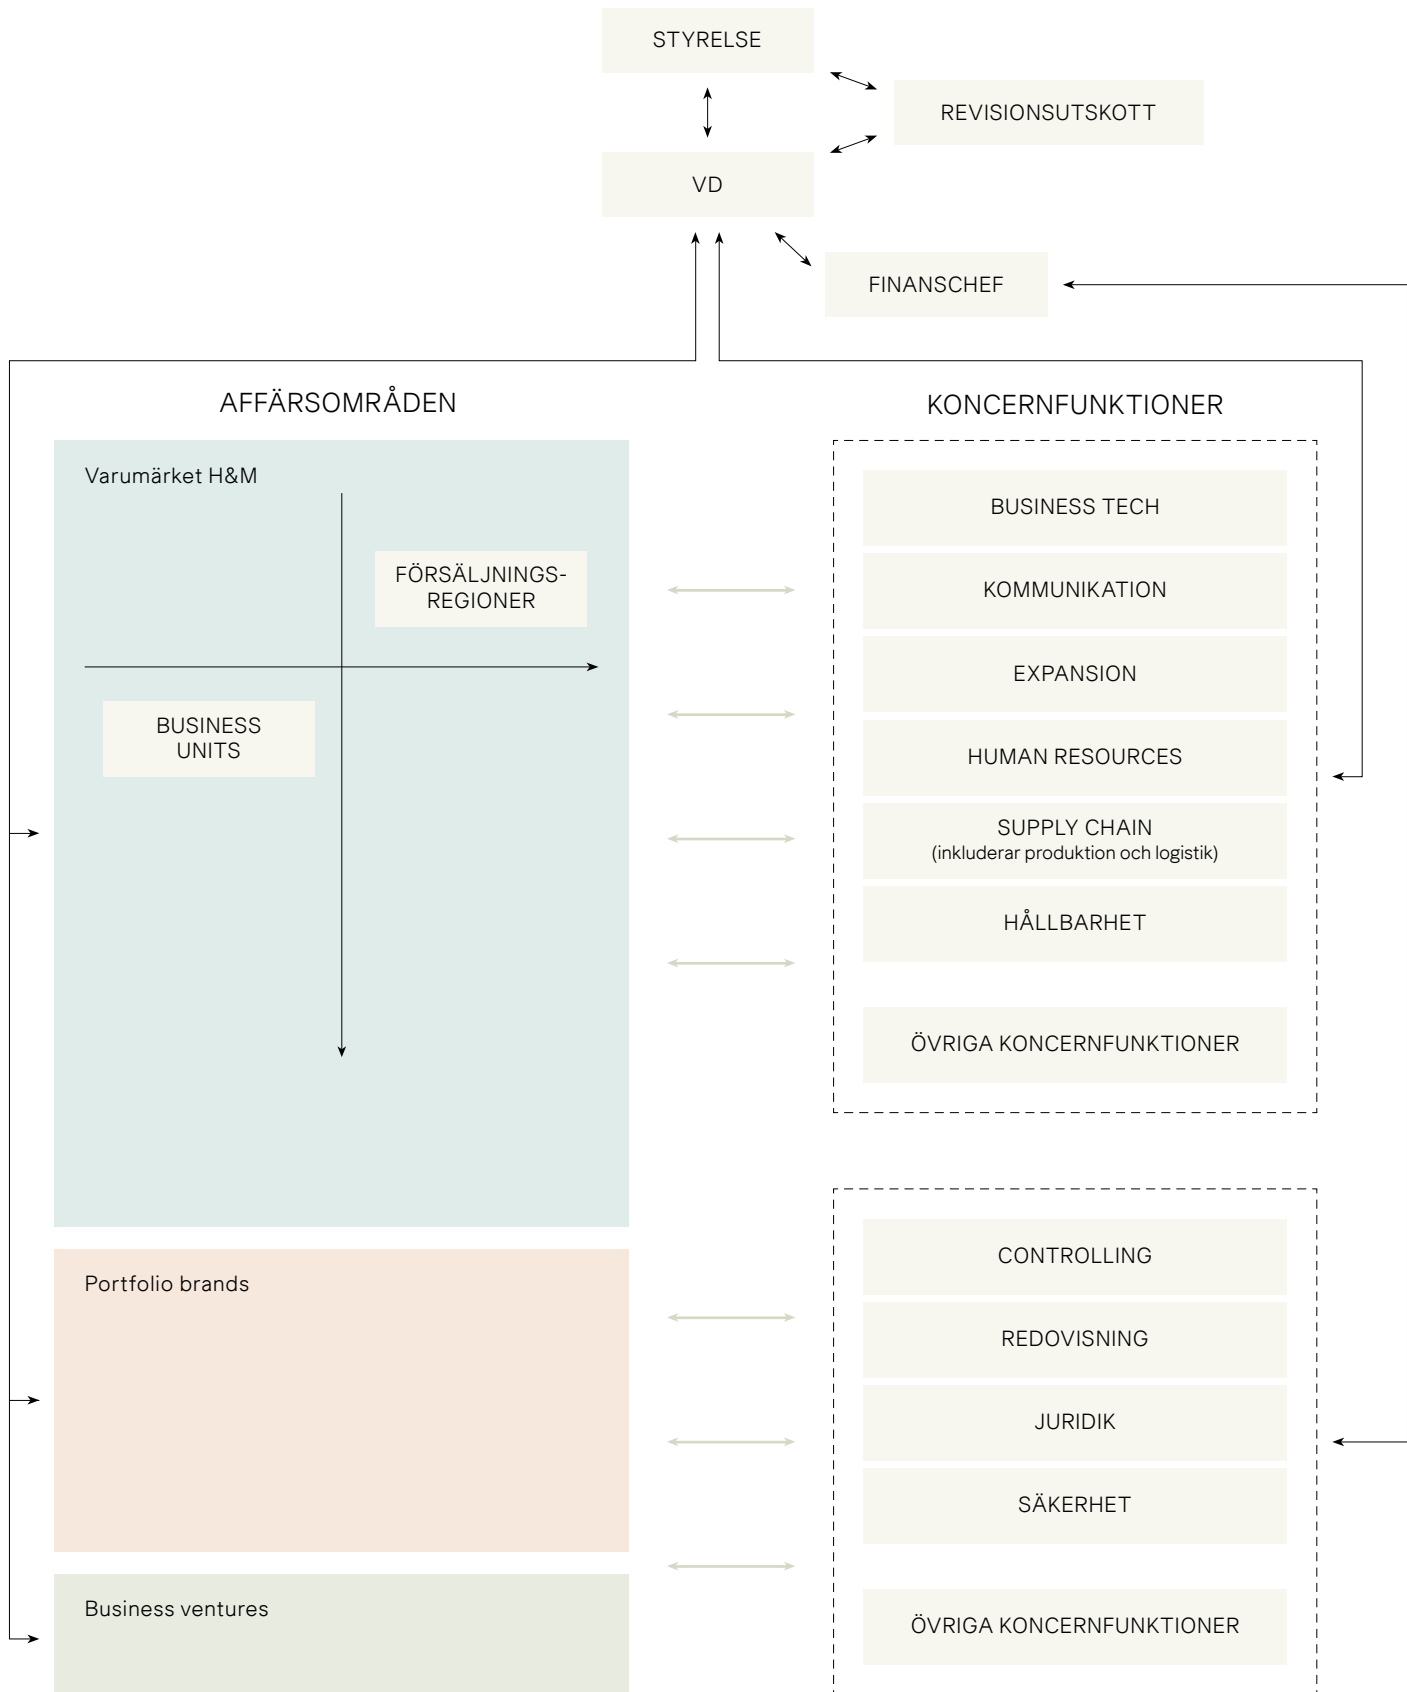 STYRELSE
REVISIONSUTSKOTT
VD
FINANSCHEF
AFFÄRSOMRÅDEN
Varumärket H&M
FÖRSÄLJNINGS-
REGIONER
BUSINESS
UNITS
Portfolio brands
Business ventures
KONCERNFUNKTIONER
BUSINESS TECH
KOMMUNIKATION
EXPANSION
HUMAN RESOURCES
SUPPLY CHAIN
(inkluderar produktion och logistik)
HÅLLBARHET
ÖVRIGA KONCERNFUNKTIONER
CONTROLLING
REDOVISNING
JURIDIK
SÄKERHET
ÖVRIGA KONCERNFUNKTIONER